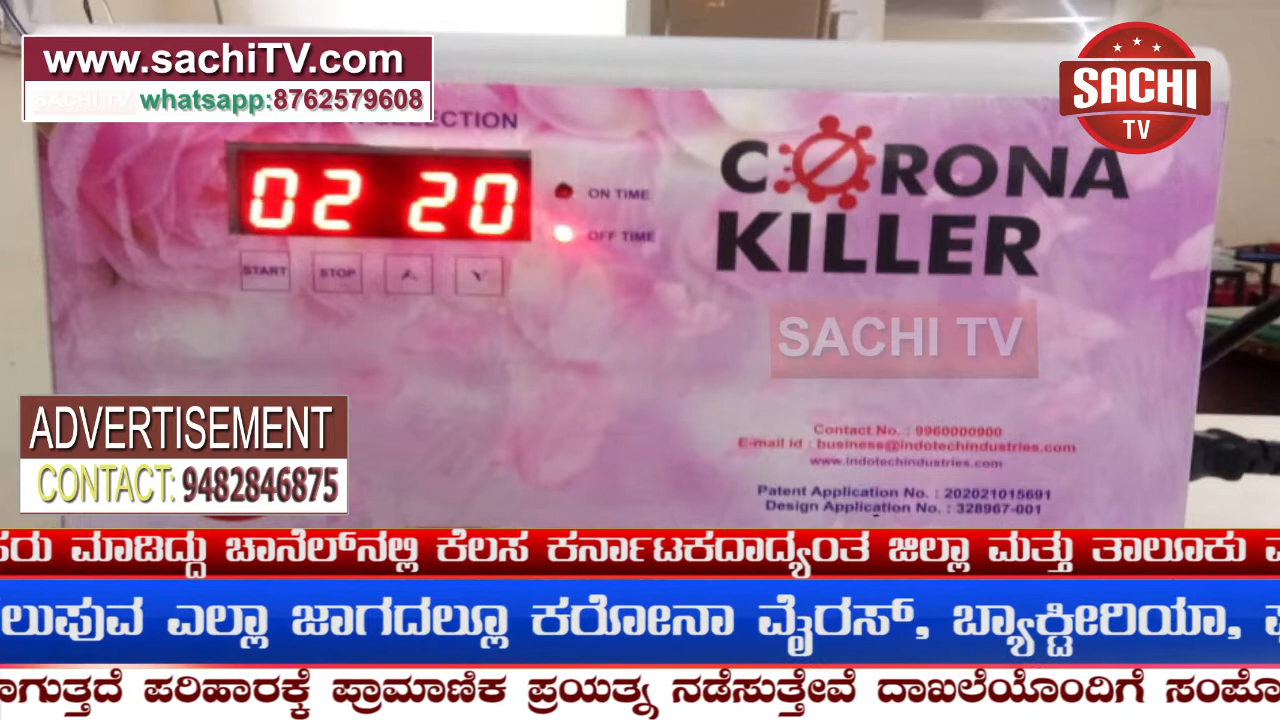 www.sachiTV.com
SACHI TV whatsapp:8762579608
SACHI
TV
02 20
ON TIME
OFF TIME
START STOP
CORONA
KILLER
SACHI TV
Contact No. : 9960000900
E-mail id : business@indotechindustries.com
www.indotechindustries.com
Patent Application No. : 202021015691
Design Application No. : 328967-001
ADVERTISEMENT
CONTACT: 9482846875
ಮಾಡಿದ್ದು ಚಾನೆಲ್‌ನಲ್ಲಿ ಕೆಲಸ ಕರ್ನಾಟಕದಾದ್ಯಂತ ಜಿಲ್ಲಾ ಮತ್ತು ತಾಲೂಕು
ಲುಪುವ ಎಲ್ಲಾ ಜಾಗದಲ್ಲೂ ಕರೋನಾ ವೈರಸ್, ಬ್ಯಾಕ್ಟೀರಿಯಾ,
ಾಗುತ್ತದೆ ಪರಿಹಾರಕ್ಕೆ ಪ್ರಾಮಾಣಿಕ ಪ್ರಯತ್ನ ನಡೆಸುತ್ತೇವೆ ದಾಖಲೆಯೊಂದಿಗೆ ಸಂಪೊ